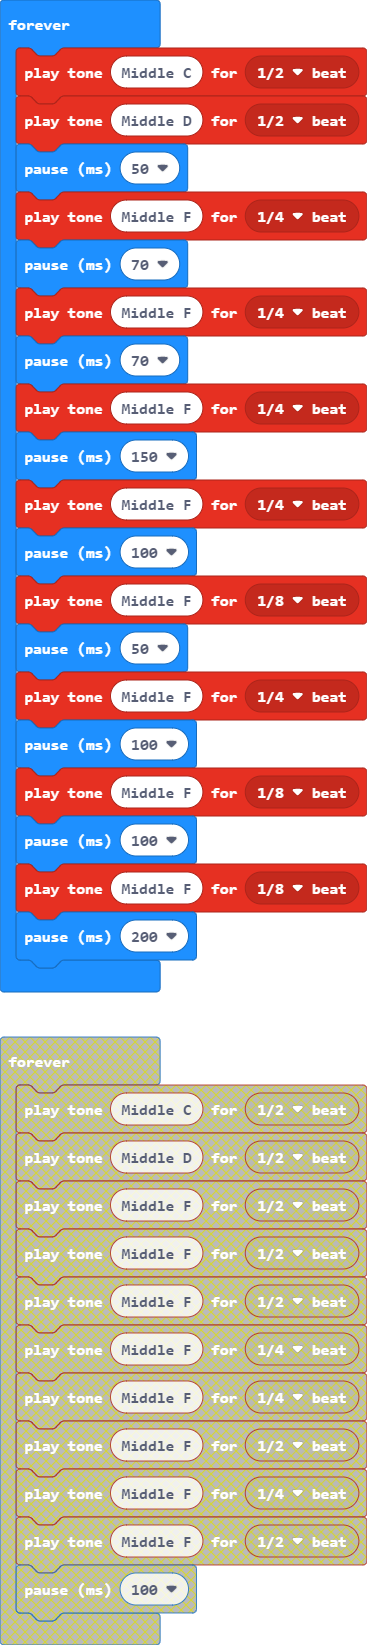 forever
play tone Middle C for 1/2 beat
play tone Middle D for 1/2 beat
pause (ms) 50
play tone Middle F for 1/4 beat
pause (ms) 70
play tone Middle F for 1/4 beat
pause (ms) 70
play tone Middle F for 1/4 beat
pause (ms) 150
play tone Middle F for 1/4 beat
pause (ms) 100
play tone Middle F for 1/8 beat
pause (ms) 50
play tone Middle F for 1/4 beat
pause (ms) 100
play tone Middle F for 1/8 beat
pause (ms) 100
play tone Middle F for 1/8 beat
pause (ms) 200
forever
play tone Middle C for 1/2 beat
play tone Middle D for 1/2 beat
play tone Middle F for 1/2 beat
play tone Middle F for 1/2 beat
play tone Middle F for 1/2 beat
play tone Middle F for 1/4 beat
play tone Middle F for 1/4 beat
play tone Middle F for 1/2 beat
play tone Middle F for 1/4 beat
play tone Middle F for 1/2 beat
pause (ms) 100